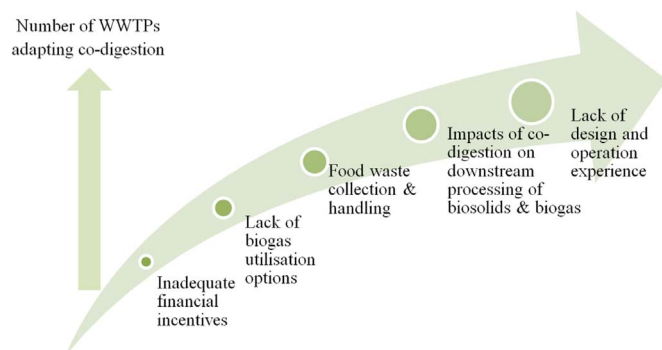 Number of WWTPs
adapting co-digestion
Inadequate
financial
incentives
Lack of
biogas
utilisation
options
Food waste
collection &
handling
Impacts of co-
digestion on
downstream
processing of
biosolids & biogas
Lack of
design and
operation
experience